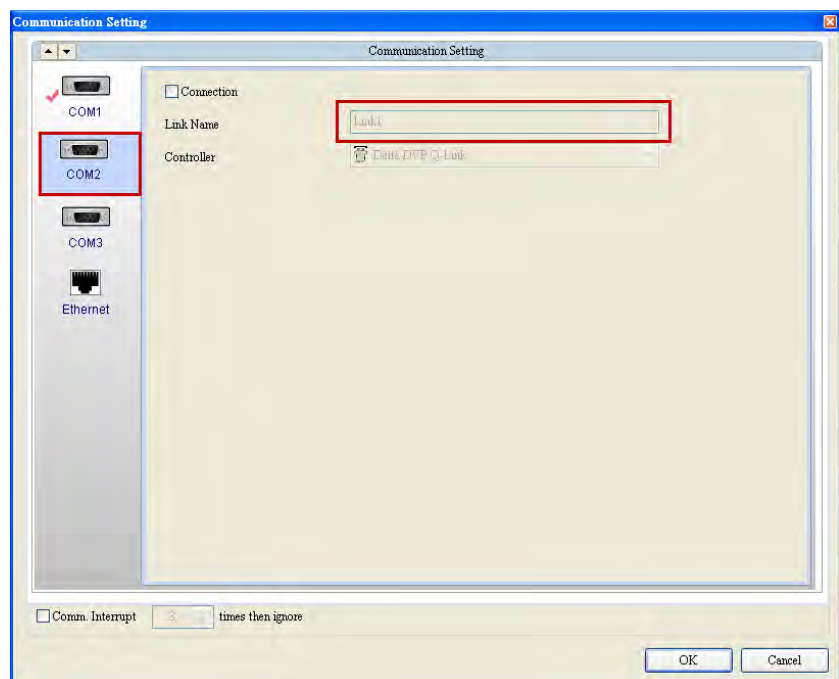 Communication Setting
Communication Setting
Connection
COM1
Link Name
Link1
Controller
Delta DVP Q-Link
COM2
COM3
Ethernet
Comm. Interrupt 3 times then ignore
OK Cancel